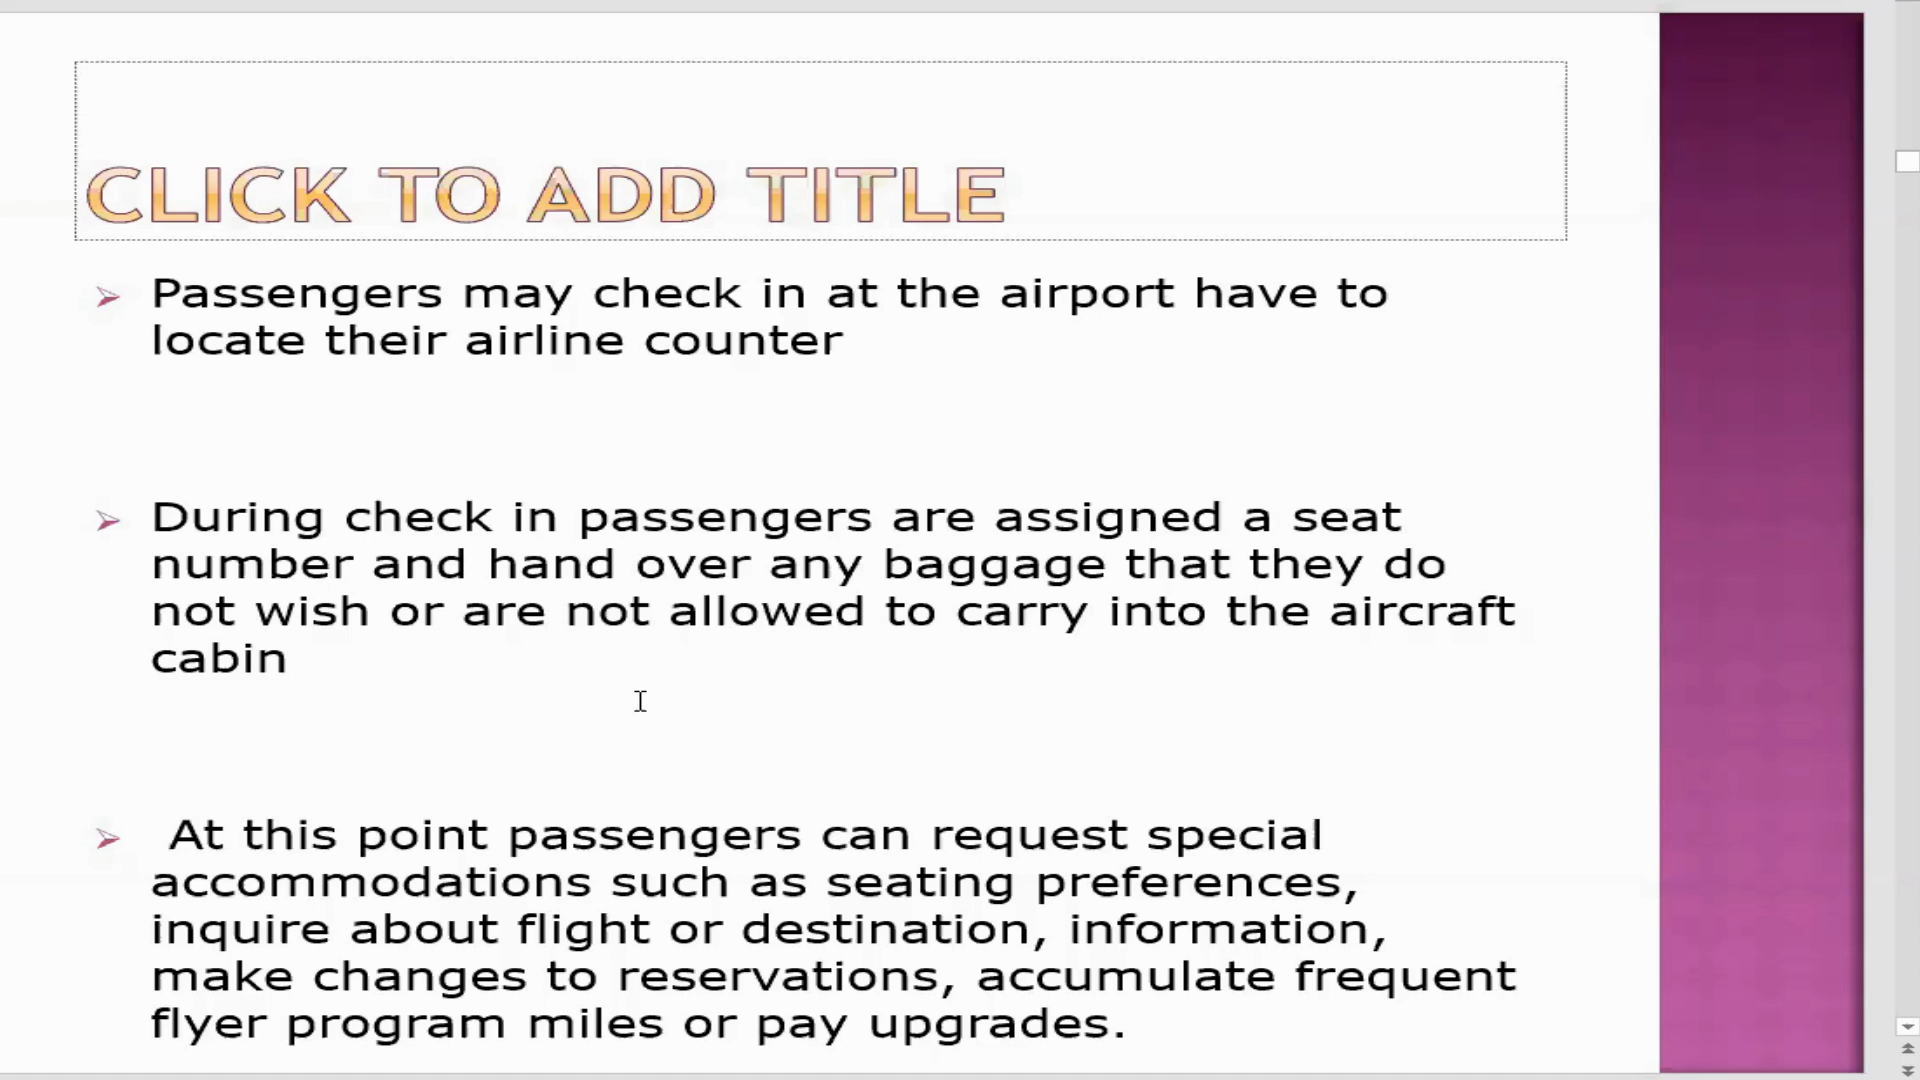 CLICK TO ADD TITLE
Passengers may check in at the airport have to
locate their airline counter
During check in passengers are assigned a seat
number and hand over any baggage that they do
not wish or are not allowed to carry into the aircraft
cabin
At this point passengers can request special
accommodations such as seating preferences,
inquire about flight or destination, information,
make changes to reservations, accumulate frequent
flyer program miles or pay upgrades.